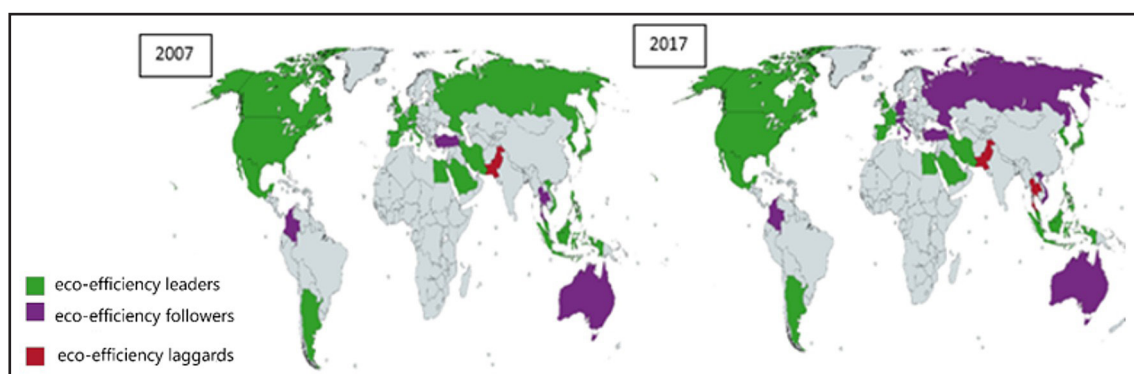 2007
2017
eco-efficiency leaders
eco-efficiency followers
eco-efficiency laggards